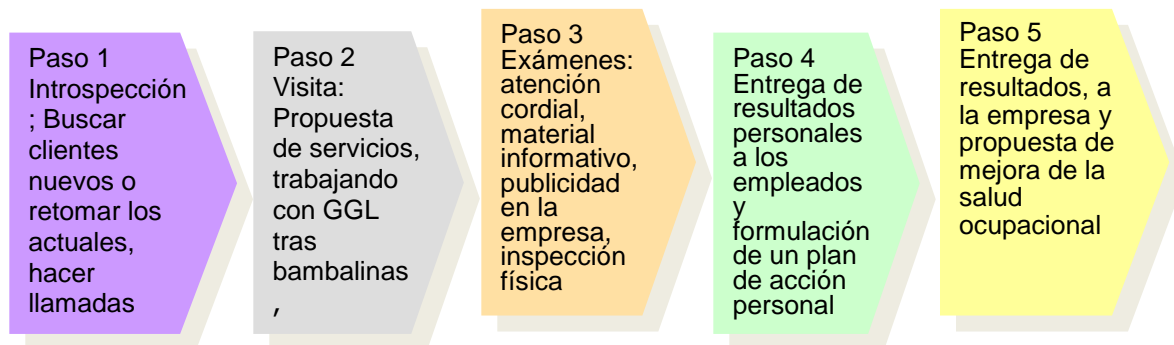 Paso 1
Introspección
; Buscar
clientes
nuevos o
retomar los
actuales,
hacer
llamadas
Paso 2
Visita:
Propuesta
de servicios,
trabajando
con GGL
tras
bambalinas
,
Paso 3
Exámenes:
atención
cordial,
material
informativo,
publicidad
en la
empresa,
inspección
física
Paso 4
Entrega de
resultados
personales
a los
empleados
y
formulación
de un plan
de acción
personal
Paso 5
Entrega de
resultados, a
la empresa y
propuesta de
mejora de la
salud
ocupacional